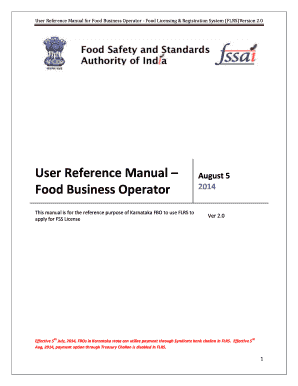 User Reference Manual for Food Business Operator - Food Licensing & Registration System (FLRS)Version 2.0
Food Safety and Standards
Authority of India
fssai
User Reference Manual –
Food Business Operator
August 5
2014
This manual is for the reference purpose of Karnataka FBO to use FLRS to
apply for FSS License
Ver 2.0
Effective 5th July, 2014, FBOs in Karnataka state can utilise payment through Syndicate bank challan in FLRS. Effective 5th
Aug, 2014, payment option through Treasury Challan is disabled in FLRS.
1